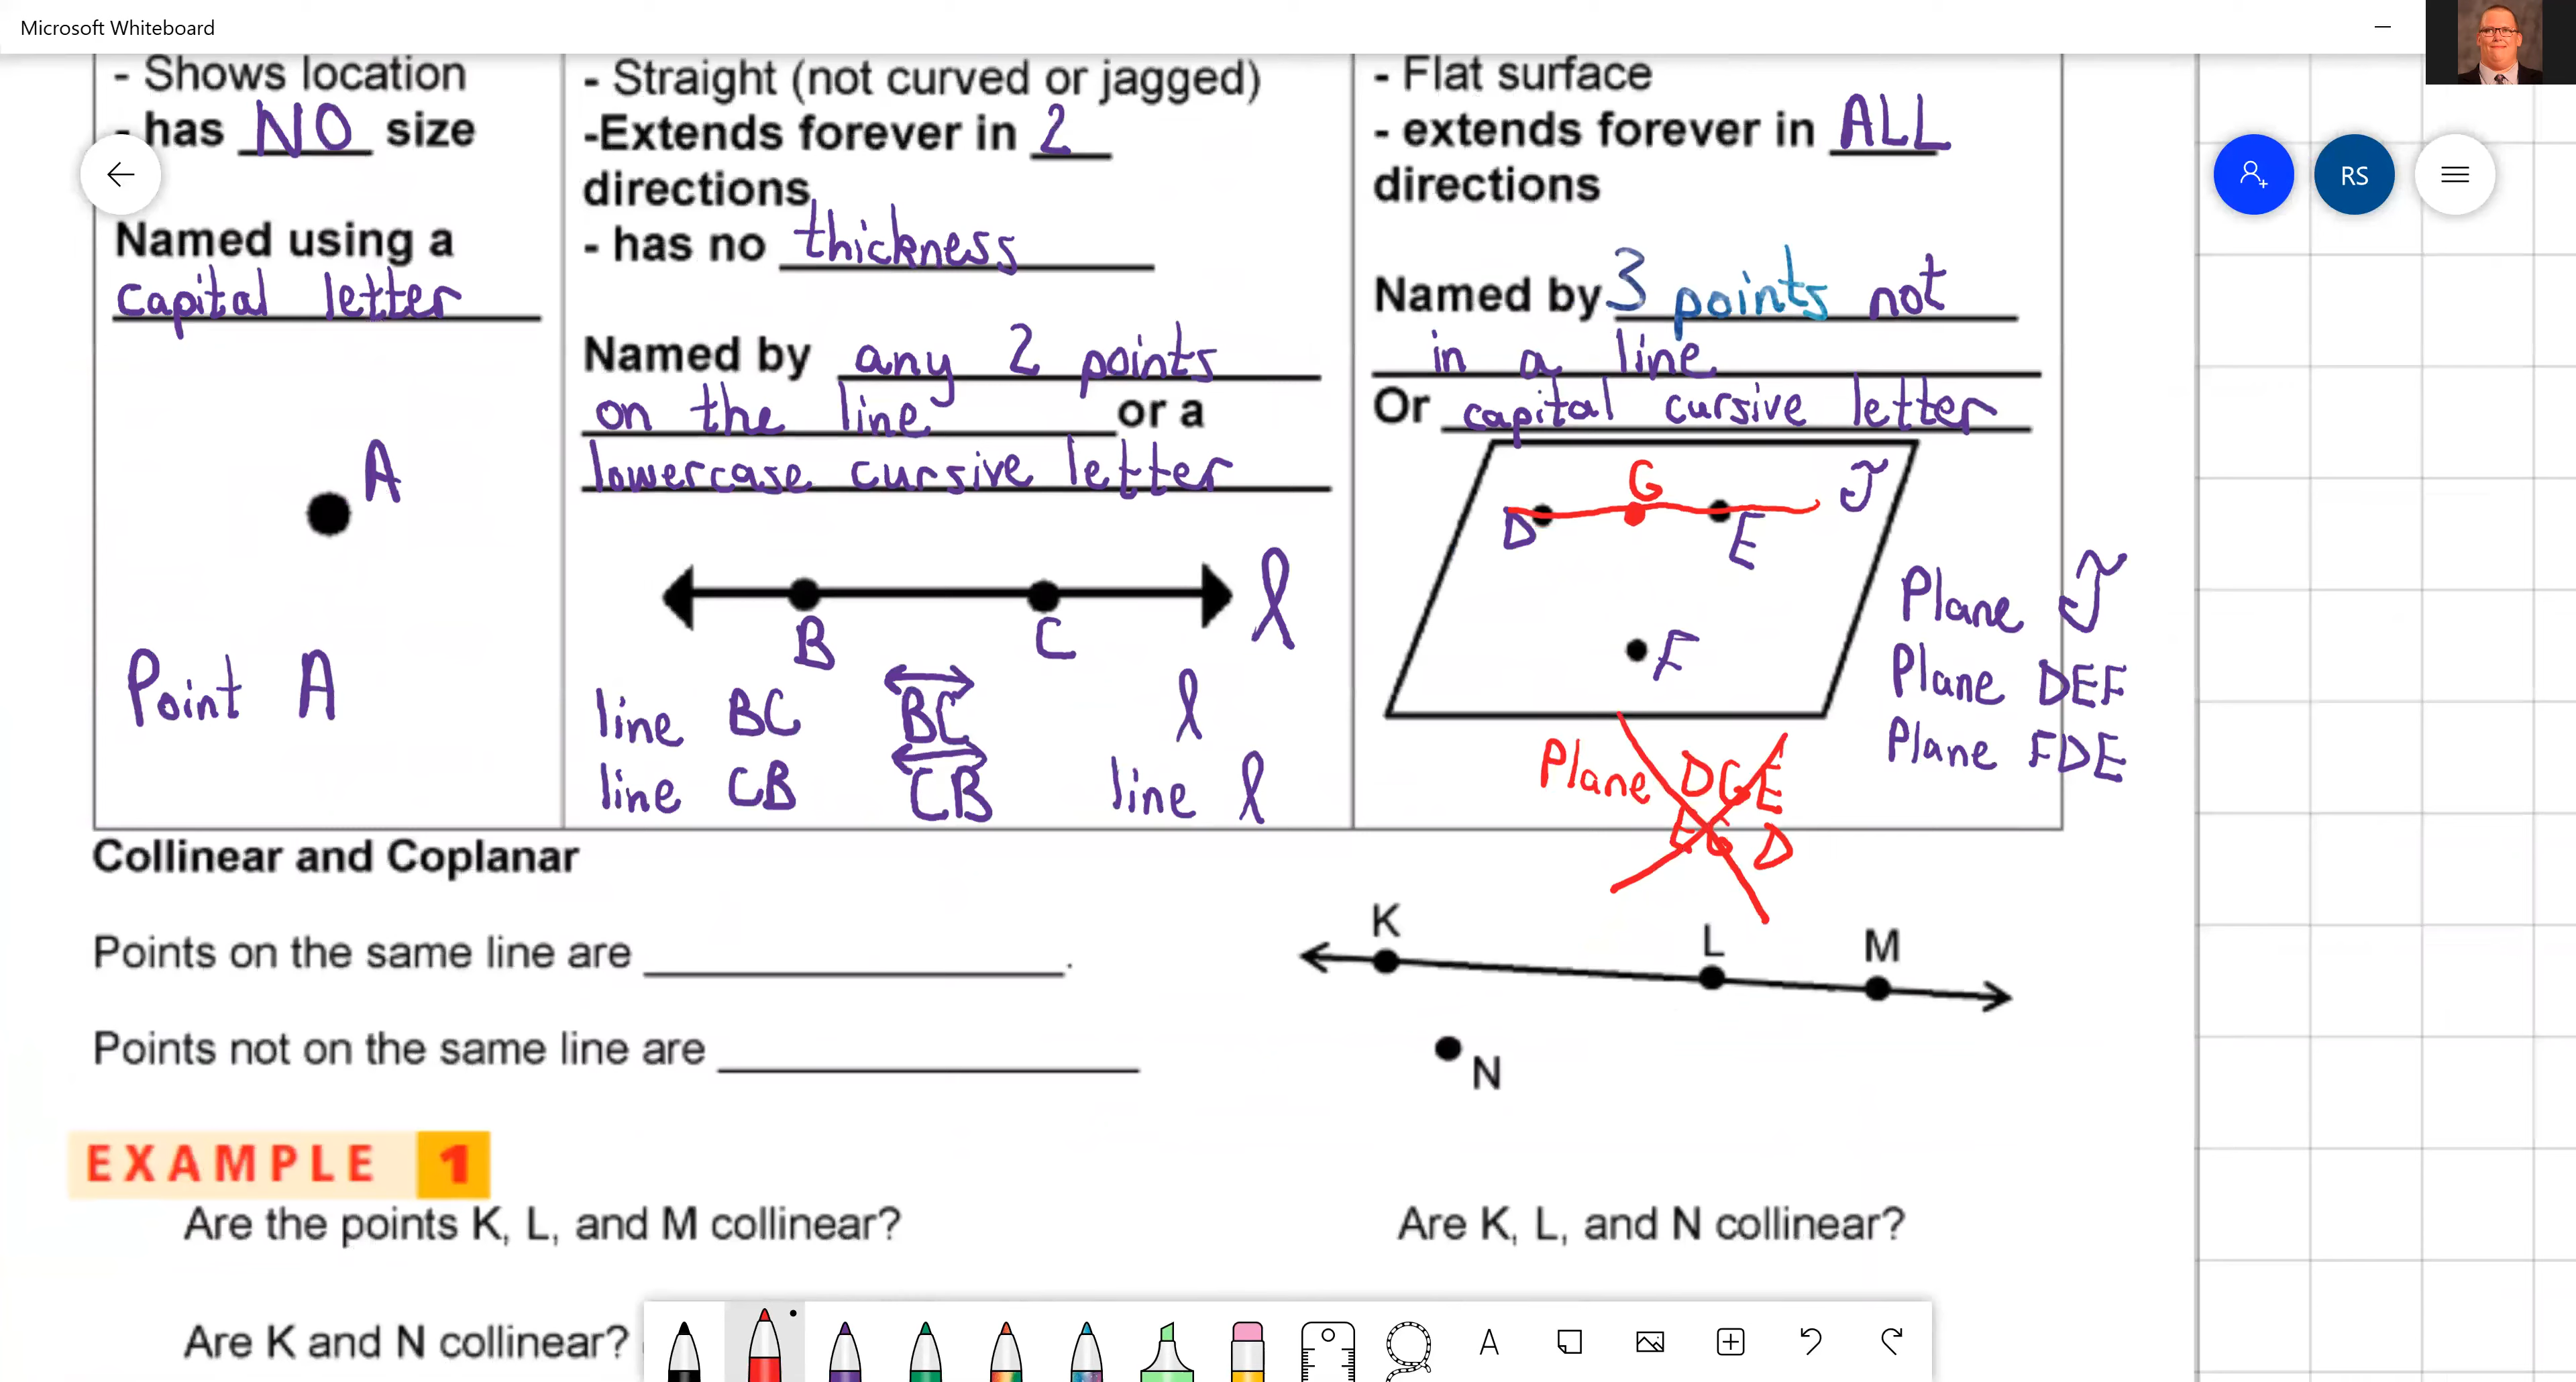 Microsoft Whiteboard
RS
- Shows location
- has NO size
Named using a
capital letter
A
Point A
- Straight (not curved or jagged)
-Extends forever in 2
directions
- has no thickness
Named by any 2 points
on the line or a
lowercase cursive letter
B C l
line BC BC l
line CB CB line l
- Flat surface
- extends forever in ALL
directions
Named by 3 points not
in a line
Or capital cursive letter
G
D E J
F
Plane J
Plane DEF
Plane FDE
Plane DGE
EGD
Collinear and Coplanar
Points on the same line are ____.
Points not on the same line are ____
K L M
N
EXAMPLE 1
Are the points K, L, and M collinear?
Are K, L, and N collinear?
Are K and N collinear?
A